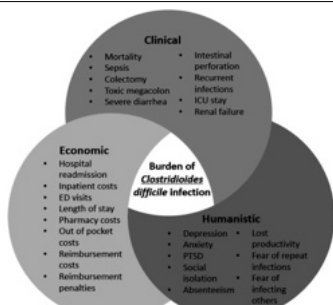 Clinical
• Mortality
• Sepsis
• Colectomy
• Toxic megacolon
• Severe diarrhea
• Intestinal
perforation
• Recurrent
infections
• ICU stay
• Renal failure
Economic
• Hospital
readmission
• Inpatient costs
• ED visits
• Length of stay
• Pharmacy costs
• Out of pocket
costs
• Reimbursement
costs
• Reimbursement
penalties
Burden of
Clostridioides
difficile infection
Humanistic
• Depression
• Anxiety
• PTSD
• Social
isolation
• Absenteeism
• Lost
productivity
• Fear of repeat
infections
• Fear of
infecting
others